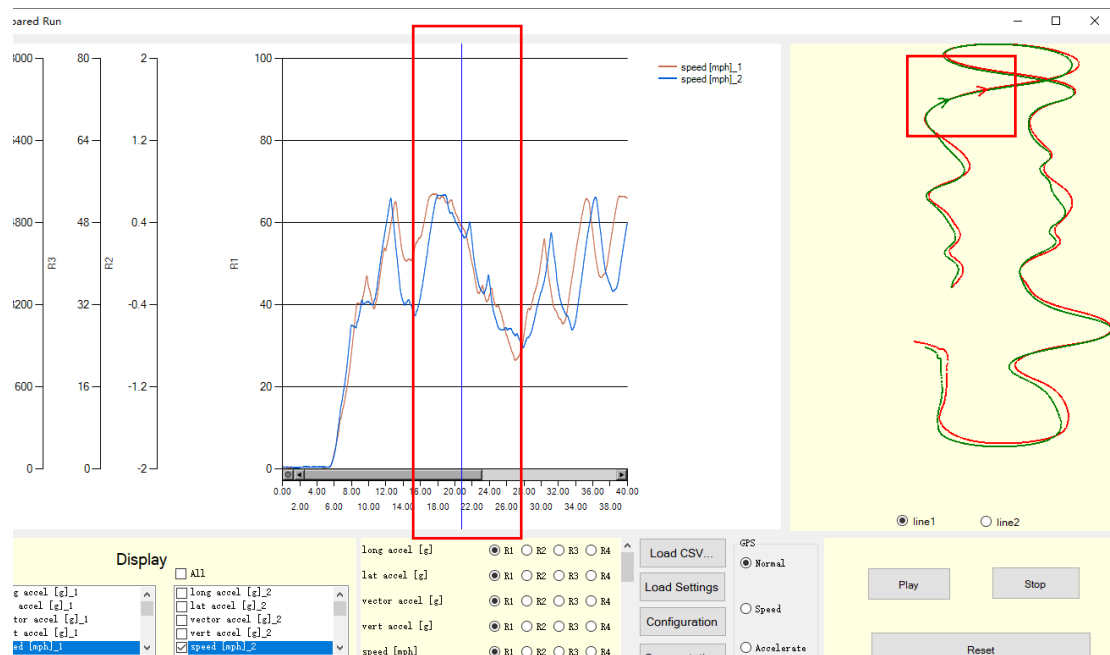 pared Run
speed [mph]_1
speed [mph]_2
8000 80 2 100
6400 64 1.2 80
4800 48 0.4 60
R3 R2 R1
3200 32 -0.4 40
600 16 -1.2 20
0 0 -2 0
0.00 4.00 8.00 12.00 16.00 20.00 24.00 28.00 32.00 36.00 40.00
2.00 6.00 10.00 14.00 18.00 22.00 26.00 30.00 34.00 38.00
line1 line2
Display
All
g accel [g]_1
accel [g]_1
tor accel [g]_1
t accel [g]_1
ed [mph]_1
long accel [g]_2
lat accel [g]_2
vector accel [g]_2
vert accel [g]_2
speed [mph]_2
long accel [g] R1 R2 R3 R4
lat accel [g] R1 R2 R3 R4
vector accel [g] R1 R2 R3 R4
vert accel [g] R1 R2 R3 R4
speed [mph] R1 R2 R3 R4
Load CSV...
Load Settings
Configuration
GPS
Normal
Speed
Accelerate
Play Stop
Reset